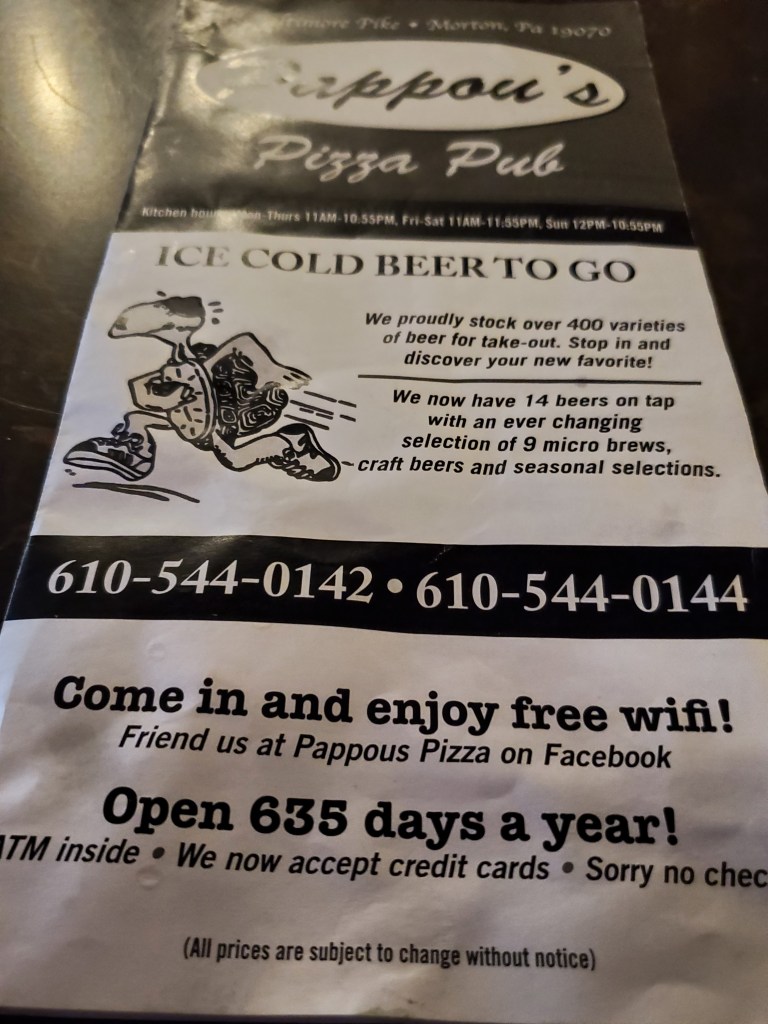 Pike • Morton, Pa 19070
Pappou's
Pizza Pub
Kitchen Mon-Thurs 11AM-10:55PM, Fri-Sat 11AM-11:55PM, Sun 12PM-10:55PM
ICE COLD BEER TO GO
We proudly stock over 400 varieties
of beer for take-out. Stop in and
discover your new favorite!
We now have 14 beers on tap
with an ever changing
selection of 9 micro brews,
craft beers and seasonal selections.
610-544-0142 • 610-544-0144
Come in and enjoy free wifi!
Friend us at Pappous Pizza on Facebook
Open 635 days a year!
ATM inside • We now accept credit cards • Sorry no chec
(All prices are subject to change without notice)